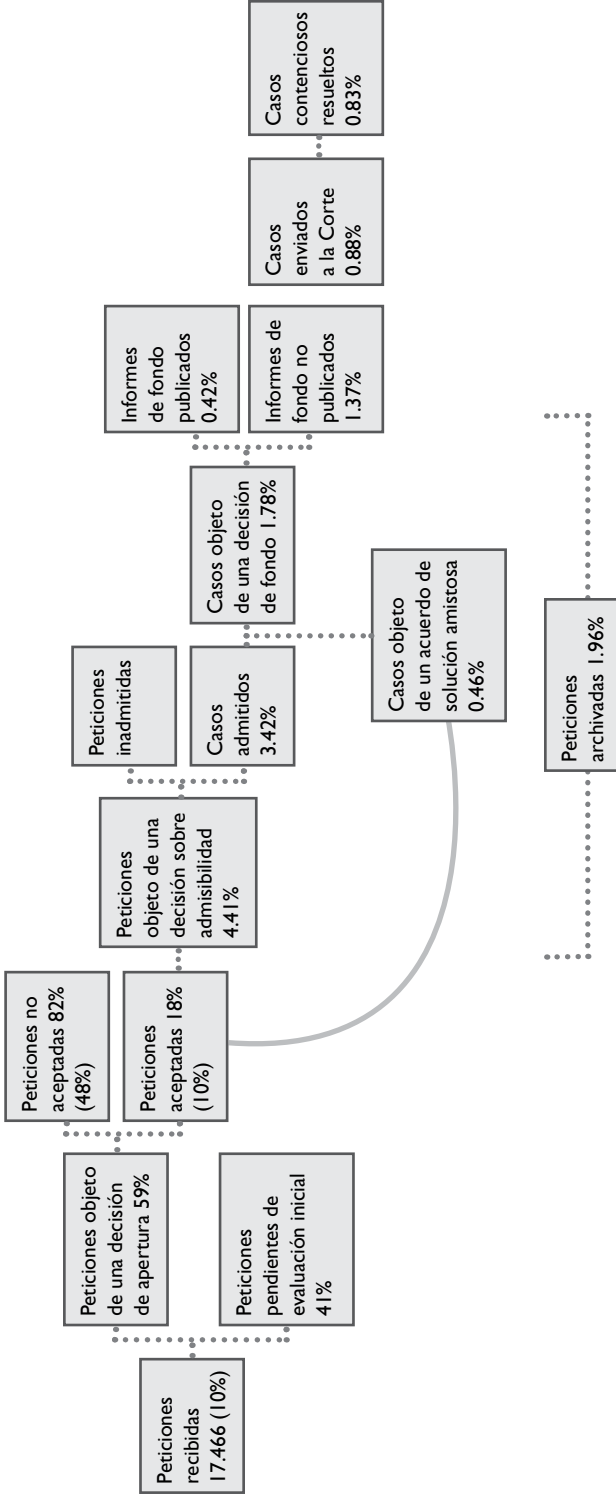 Peticiones
recibidas
17.466 (10%)
Peticiones objeto
de una decisión
de apertura 59%
Peticiones
pendientes de
evaluación inicial
41%
Peticiones no
aceptadas 82%
(48%)
Peticiones
aceptadas 18%
(10%)
Peticiones
objeto de una
decisión sobre
admisibilidad
4.41%
Peticiones
inadmitidas
Casos
admitidos
3.42%
Casos objeto
de una decisión
de fondo 1.78%
Casos objeto
de un acuerdo de
solución amistosa
0.46%
Informes
de fondo
publicados
0.42%
Informes de
fondo no
publicados
1.37%
Casos
enviados
a la Corte
0.88%
Casos
contenciosos
resueltos
0.83%
Peticiones
archivadas 1.96%